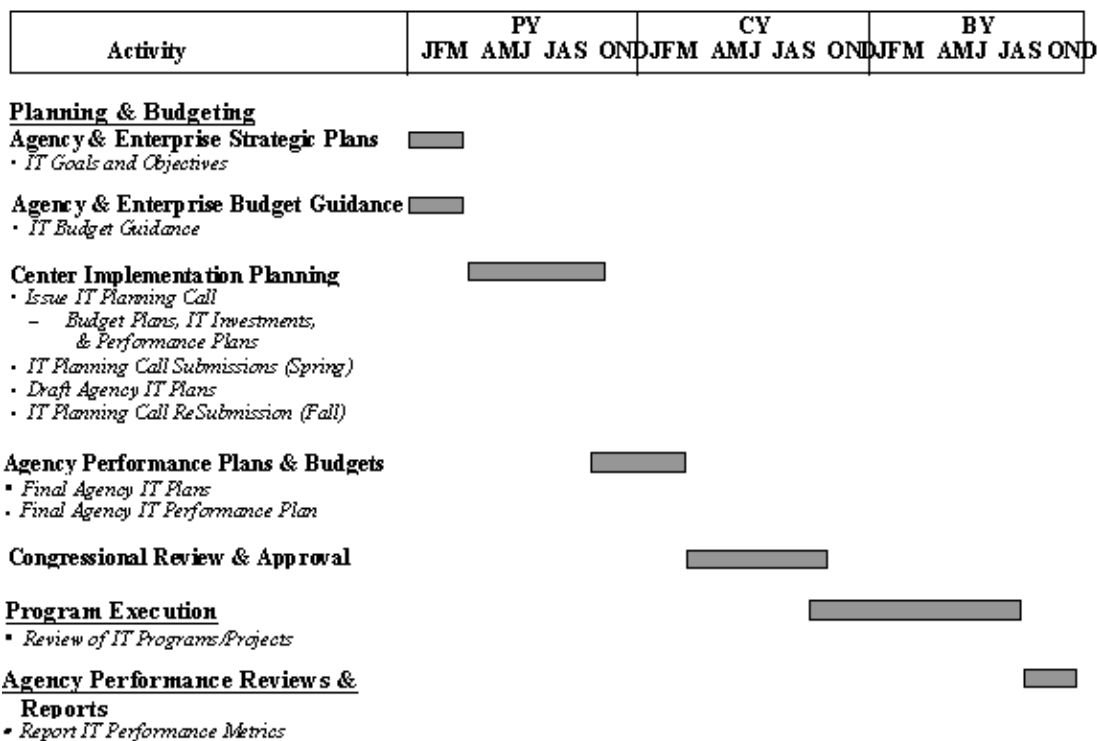 PY CY BY
Activity JFM AMJ JAS OND JFM AMJ JAS OND JFM AMJ JAS OND
Planning & Budgeting
Agency & Enterprise Strategic Plans
· IT Goals and Objectives
Agency & Enterprise Budget Guidance
· IT Budget Guidance
Center Implementation Planning
· Issue IT Planning Call
– Budget Plans, IT Investments,
& Performance Plans
· IT Planning Call Submissions (Spring)
· Draft Agency IT Plans
· IT Planning Call ReSubmission (Fall)
Agency Performance Plans & Budgets
▪ Final Agency IT Plans
· Final Agency IT Performance Plan
Congressional Review & Approval
Program Execution
▪ Review of IT Programs/Projects
Agency Performance Reviews &
Reports
• Report IT Performance Metrics